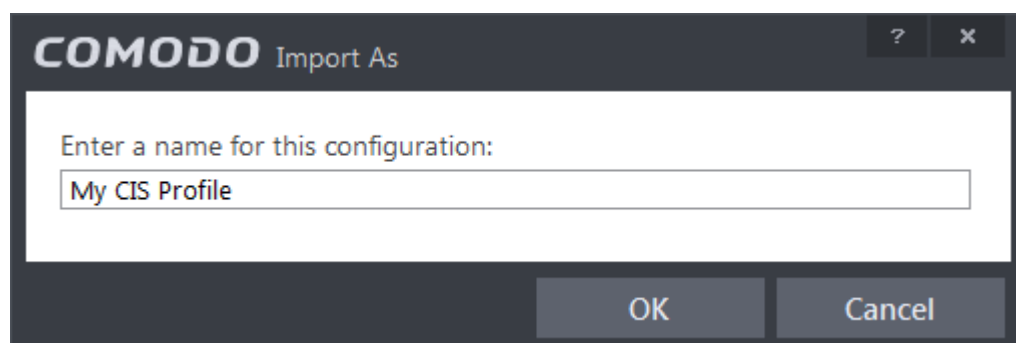 COMODO Import As
? ×
Enter a name for this configuration:
My CIS Profile
OK Cancel